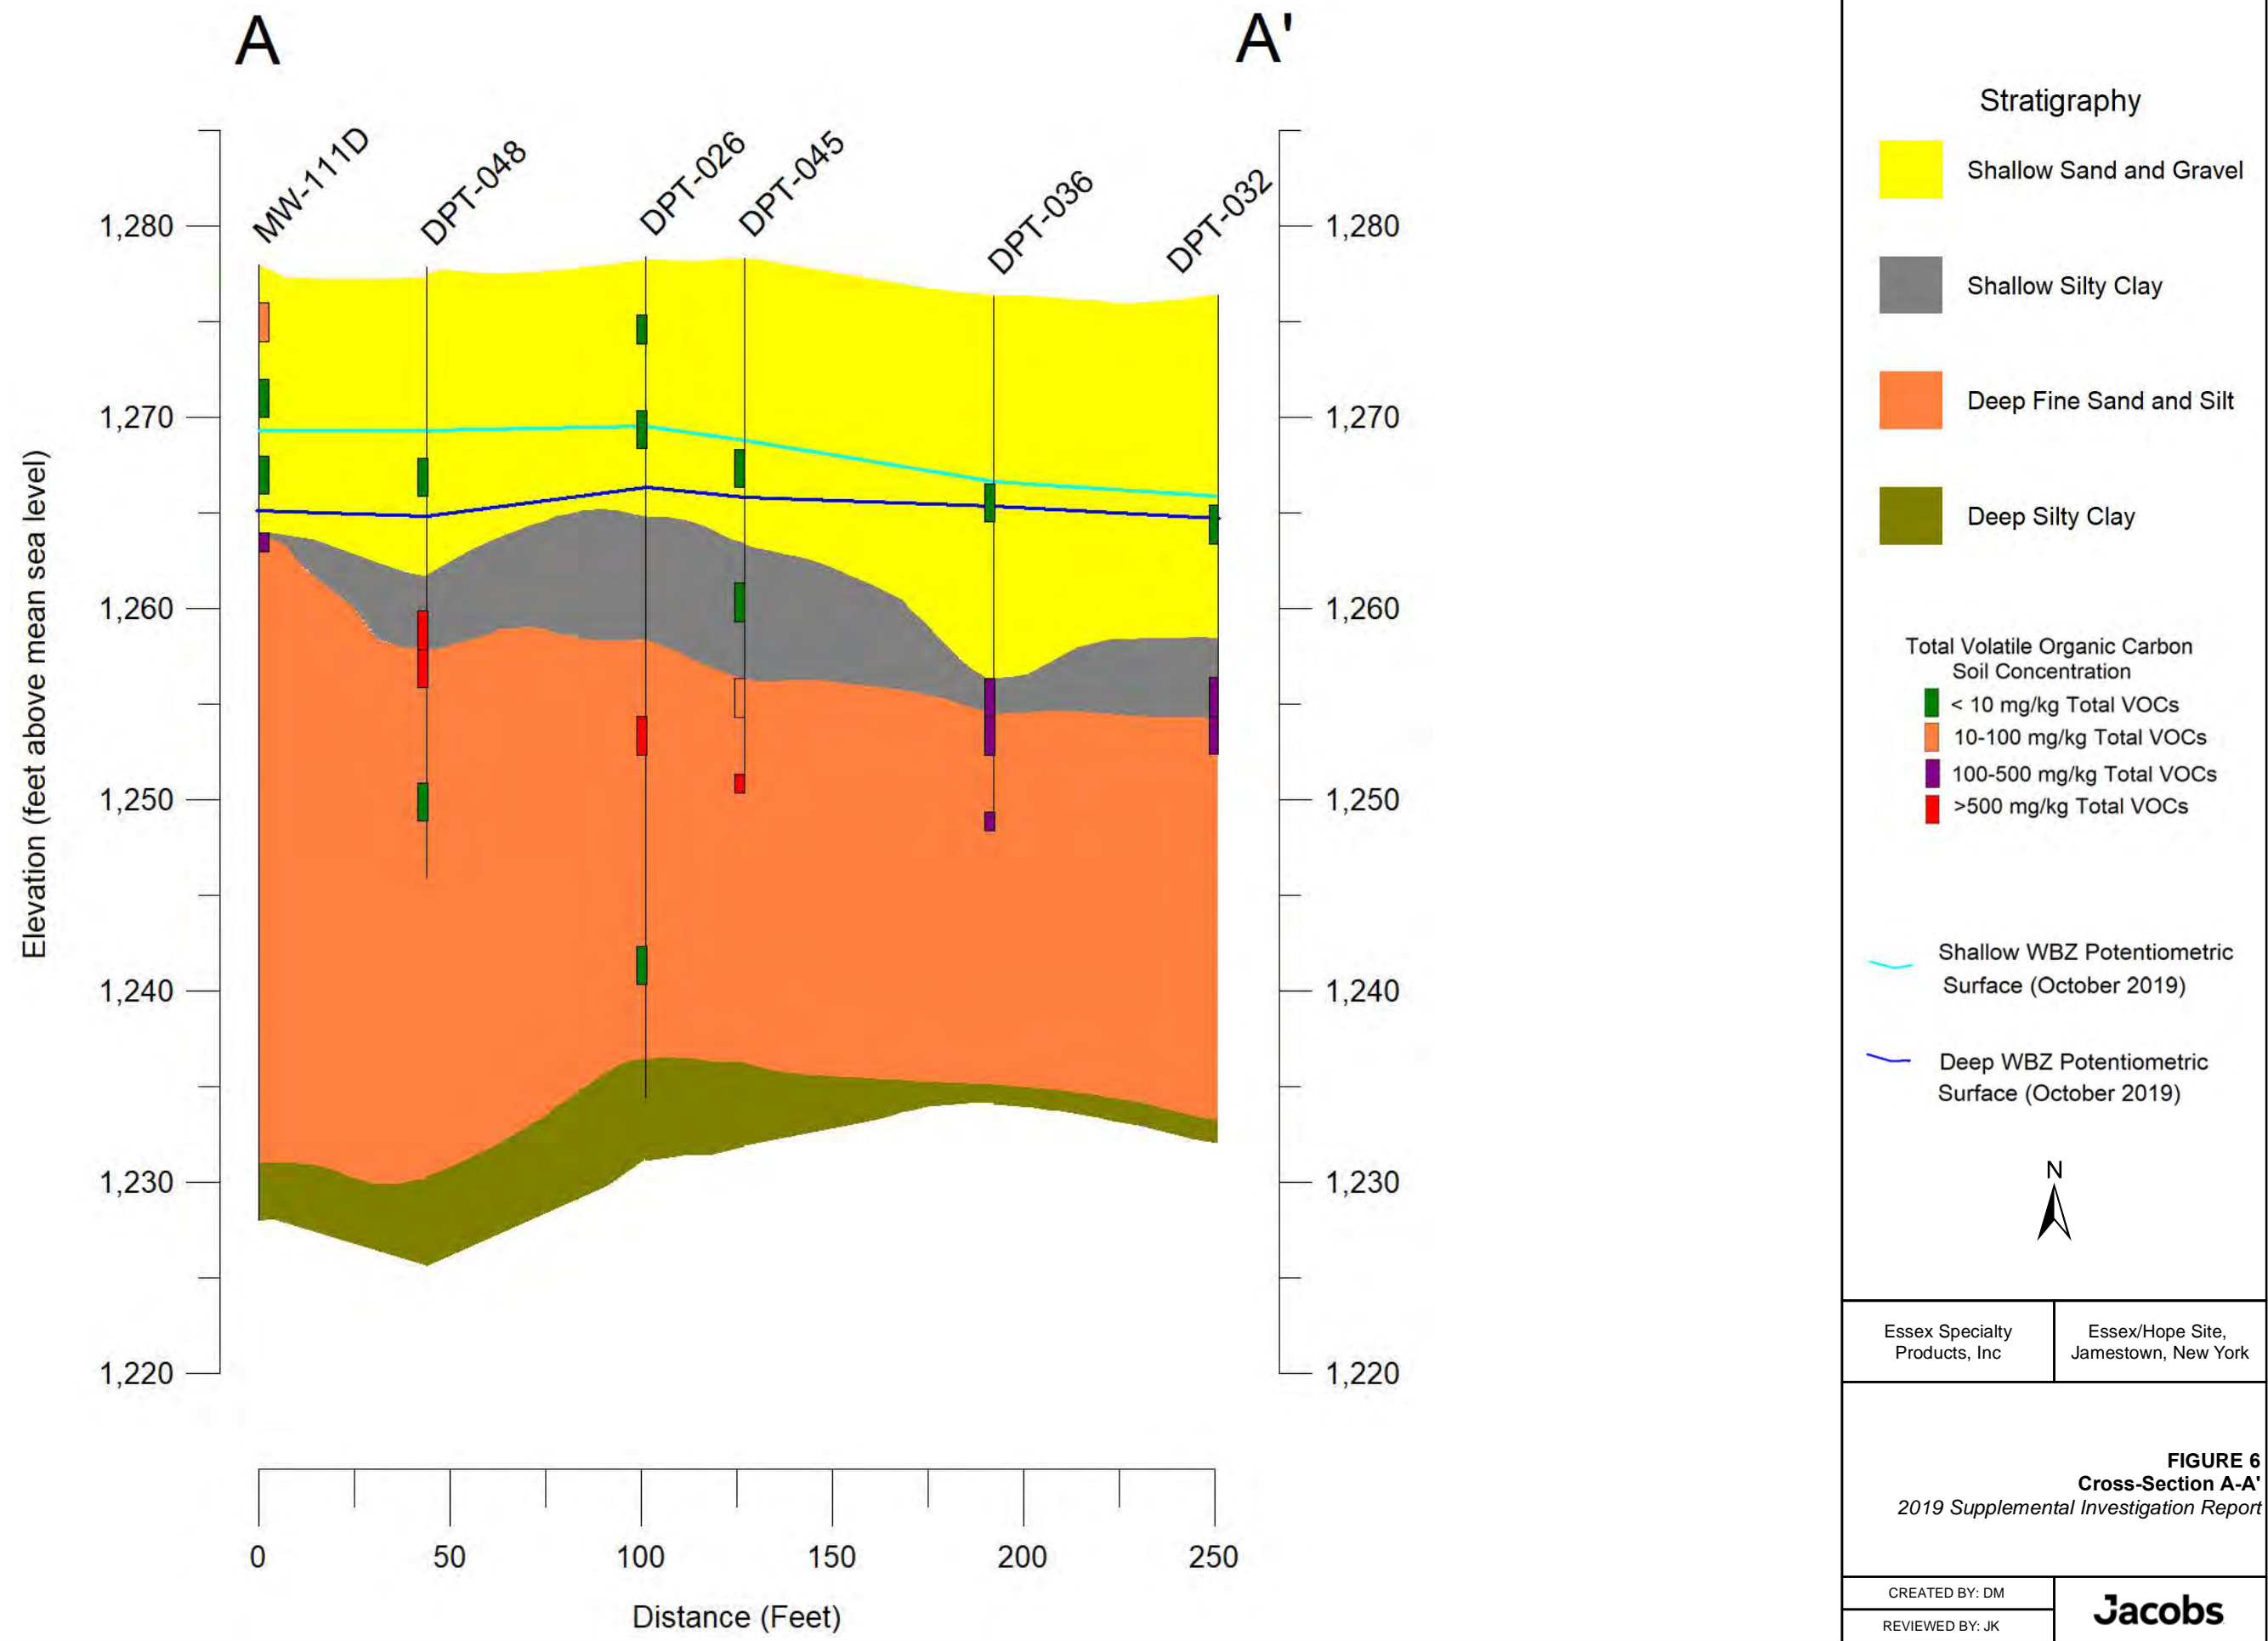 A
A'
MW-111D
DPT-048
DPT-026
DPT-045
DPT-036
DPT-032
Elevation (feet above mean sea level)
1,280
1,270
1,260
1,250
1,240
1,230
1,220
1,280
1,270
1,260
1,250
1,240
1,230
1,220
0
50
100
150
200
250
Distance (Feet)
Stratigraphy
Shallow Sand and Gravel
Shallow Silty Clay
Deep Fine Sand and Silt
Deep Silty Clay
Total Volatile Organic Carbon
Soil Concentration
< 10 mg/kg Total VOCs
10-100 mg/kg Total VOCs
100-500 mg/kg Total VOCs
>500 mg/kg Total VOCs
Shallow WBZ Potentiometric
Surface (October 2019)
Deep WBZ Potentiometric
Surface (October 2019)
N
Essex Specialty
Products, Inc
Essex/Hope Site,
Jamestown, New York
FIGURE 6
Cross-Section A-A'
2019 Supplemental Investigation Report
CREATED BY: DM
REVIEWED BY: JK
Jacobs